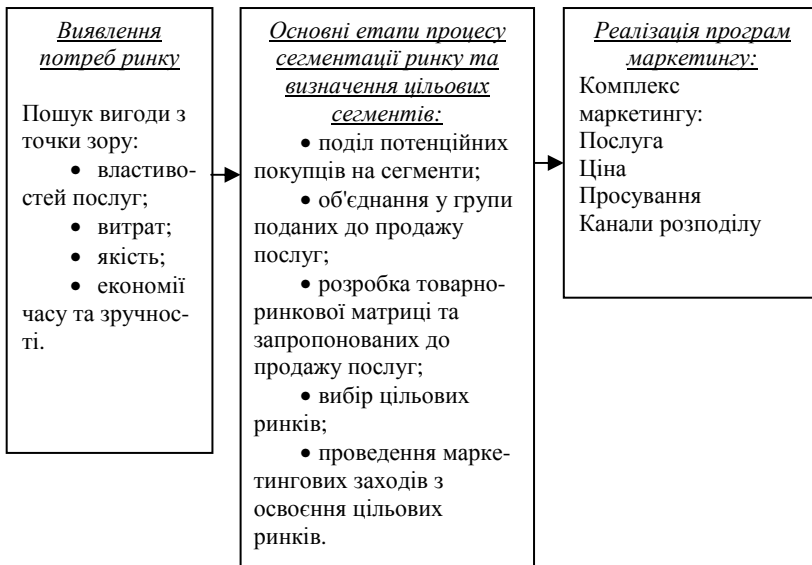 Виявлення
потреб ринку
Пошук вигоди з
точки зору:
• властиво-
стей послуг;
• витрат;
• якість;
• економії
часу та зручнос-
ті.
Основні етапи процесу
сегментації ринку та
визначення цільових
сегментів:
• поділ потенційних
покупців на сегменти;
• об'єднання у групи
поданих до продажу
послуг;
• розробка товарно-
ринкової матриці та
запропонованих до
продажу послуг;
• вибір цільових
ринків;
• проведення марке-
тингових заходів з
освоєння цільових
ринків.
Реалізація програм
маркетингу:
Комплекс
маркетингу:
Послуга
Ціна
Просування
Канали розподілу